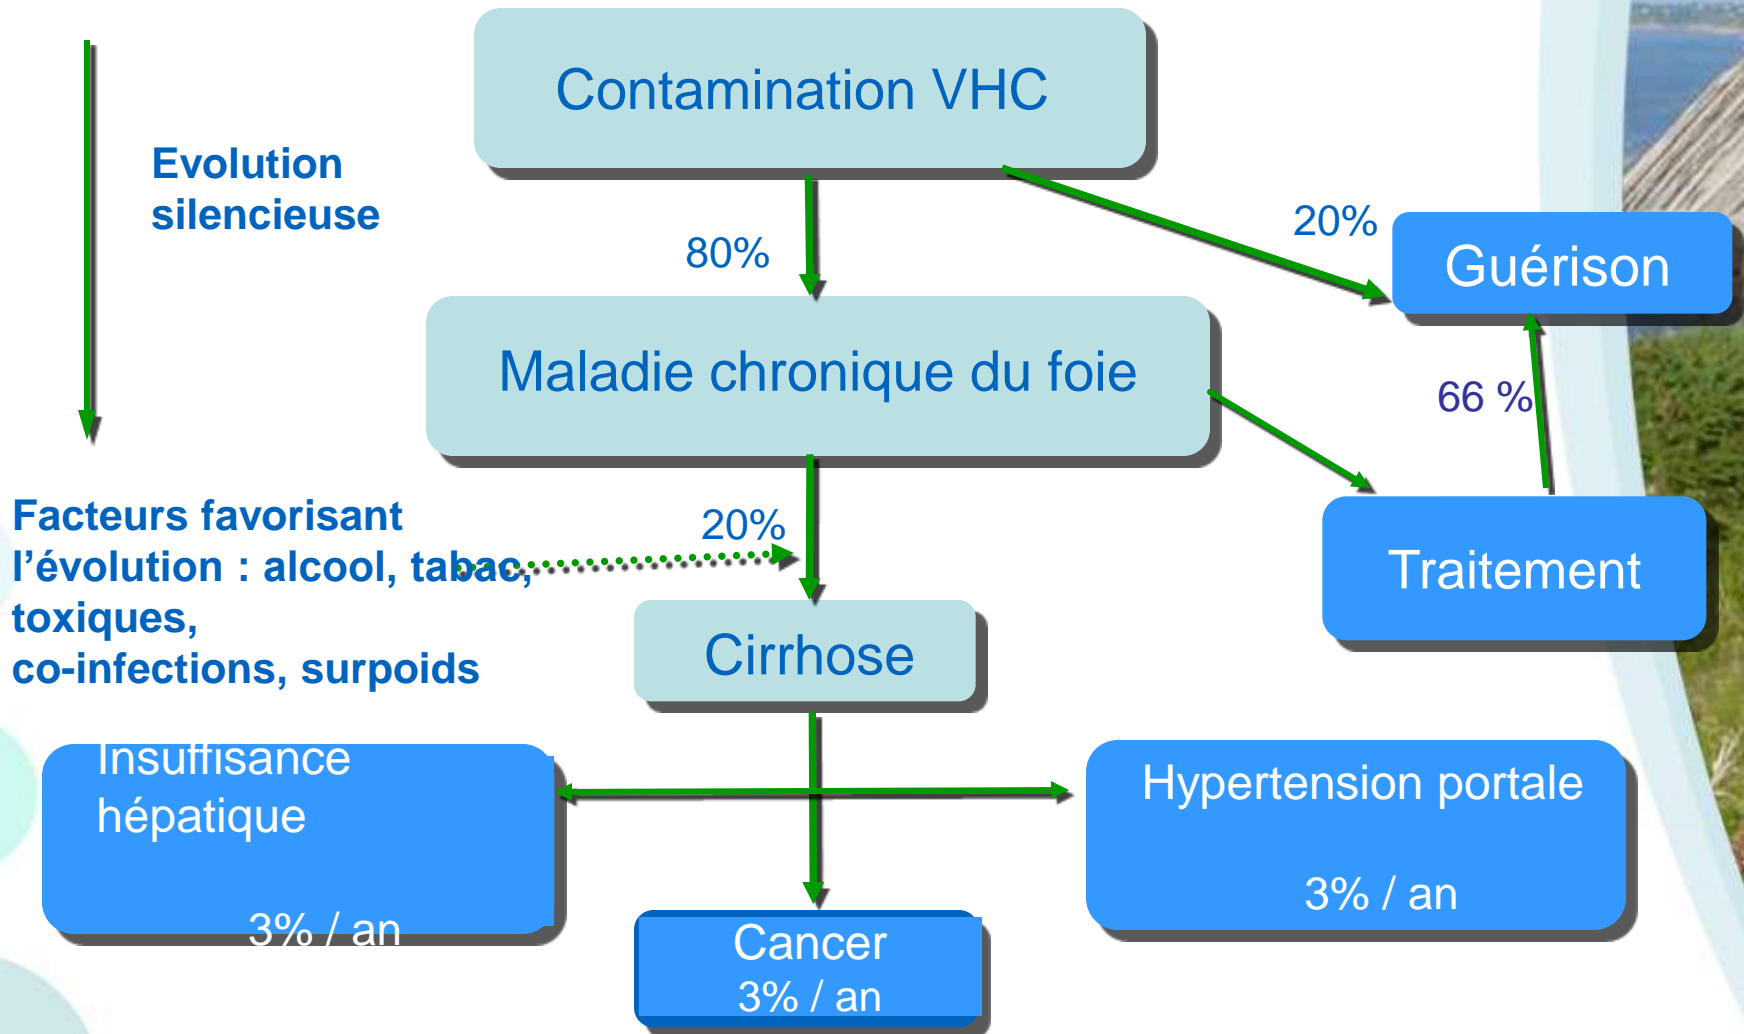 Contamination VHC
Evolution
silencieuse
20%
80%
Guérison
Maladie chronique du foie
66 %
Facteurs favorisant
l’évolution : alcool, tabac,
toxiques,
co-infections, surpoids
20%
Traitement
Cirrhose
Insuffisance
hépatique
3% / an
Hypertension portale
3% / an
Cancer
3% / an